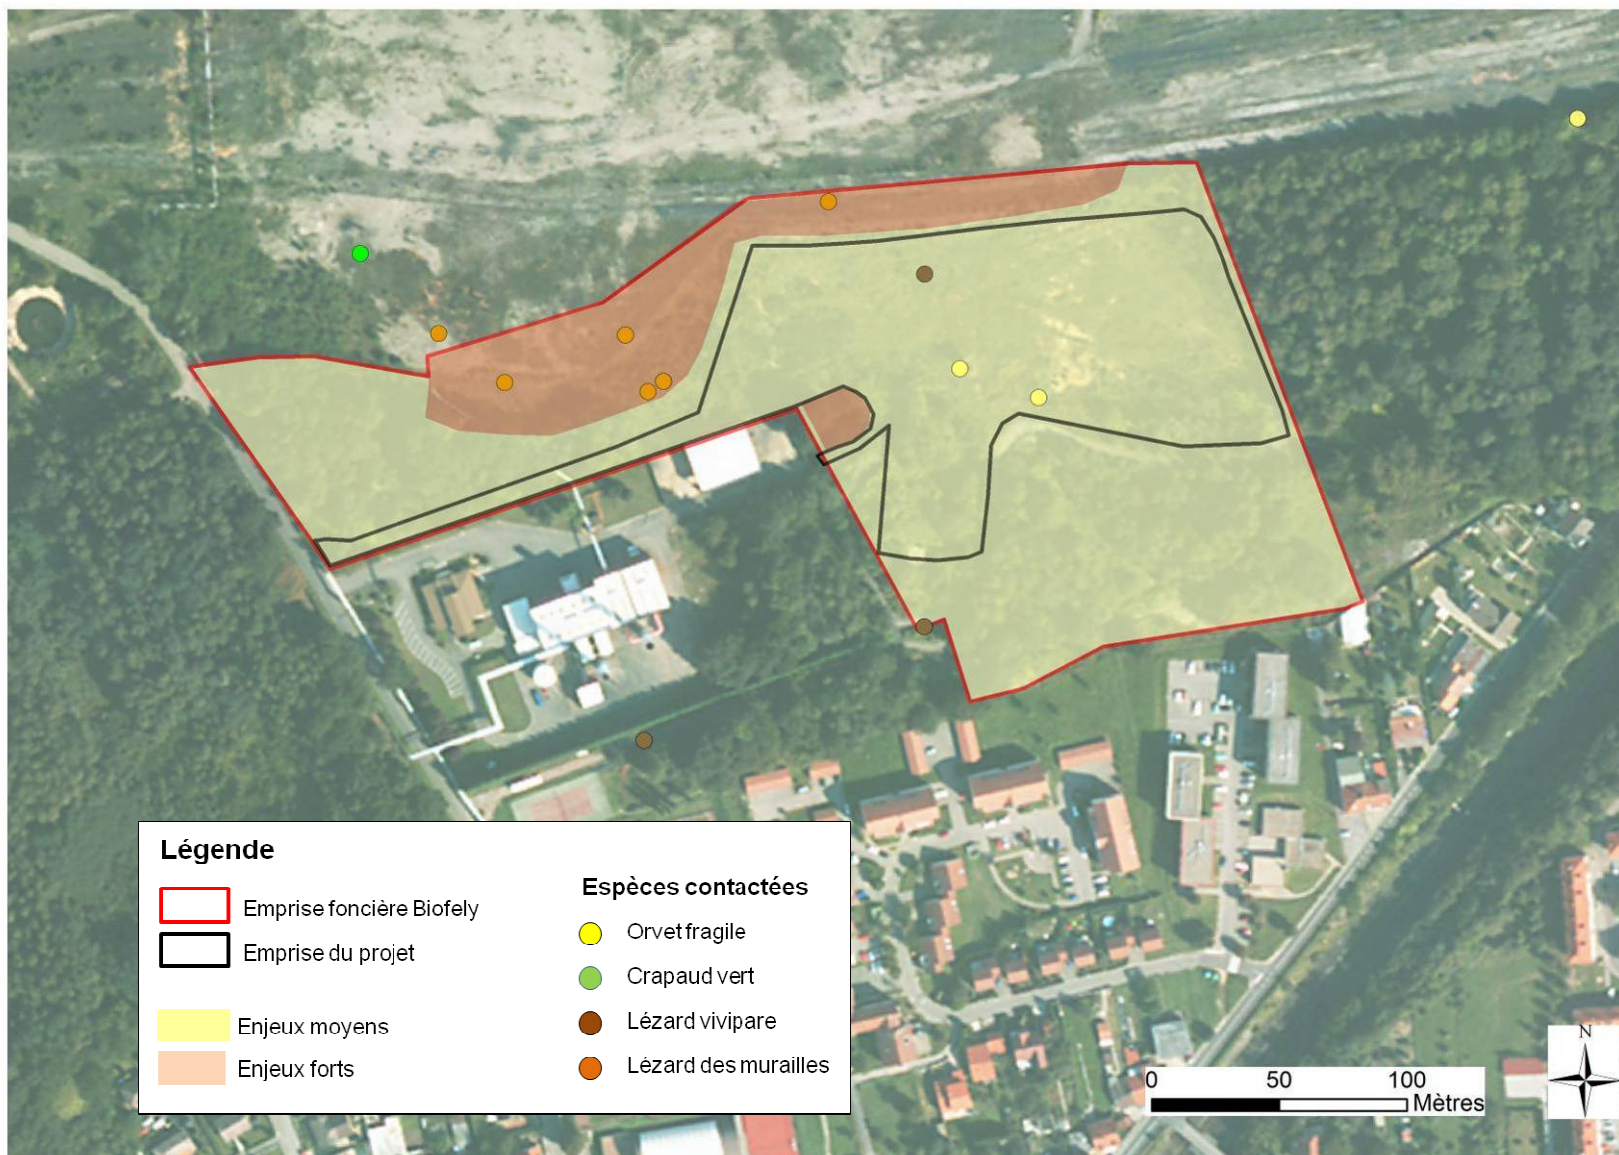 Légende
Emprise foncière Biofely
Emprise du projet
Enjeux moyens
Enjeux forts
Espèces contactées
Orvet fragile
Crapaud vert
Lézard vivipare
Lézard des murailles
0 50 100
Mètres
N